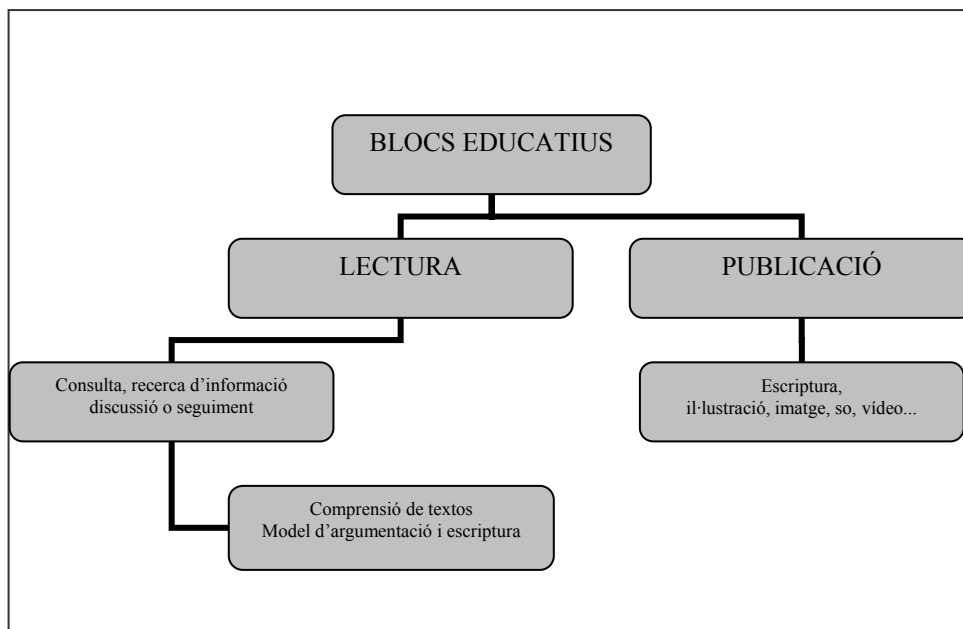 BLOCS EDUCATIUS
LECTURA
PUBLICACIÓ
Consulta, recerca d’informació
discussió o seguiment
Escriptura,
il·lustració, imatge, so, vídeo...
Comprensió de textos
Model d’argumentació i escriptura